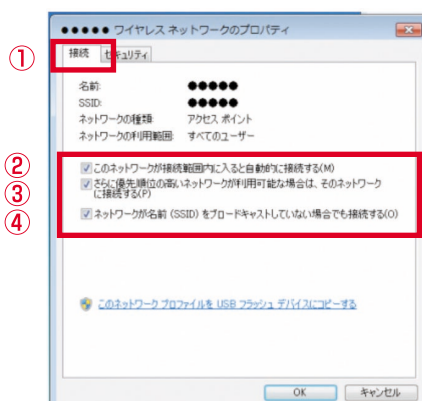 ●●●●● ワイヤレス ネットワークのプロパティ
① 接続 セキュリティ
名前: ●●●●●
SSID: ●●●●●
ネットワークの種類: アクセス ポイント
ネットワークの利用範囲: すべてのユーザー
② このネットワークが接続範囲内に入ると自動的に接続する(M)
③ さらに優先順位の高いネットワークが利用可能な場合は、そのネットワーク
に接続する(P)
④ ネットワークが名前 (SSID) をブロードキャストしていない場合でも接続する(O)
このネットワーク プロファイルを USB フラッシュ デバイスにコピーする
OK キャンセル